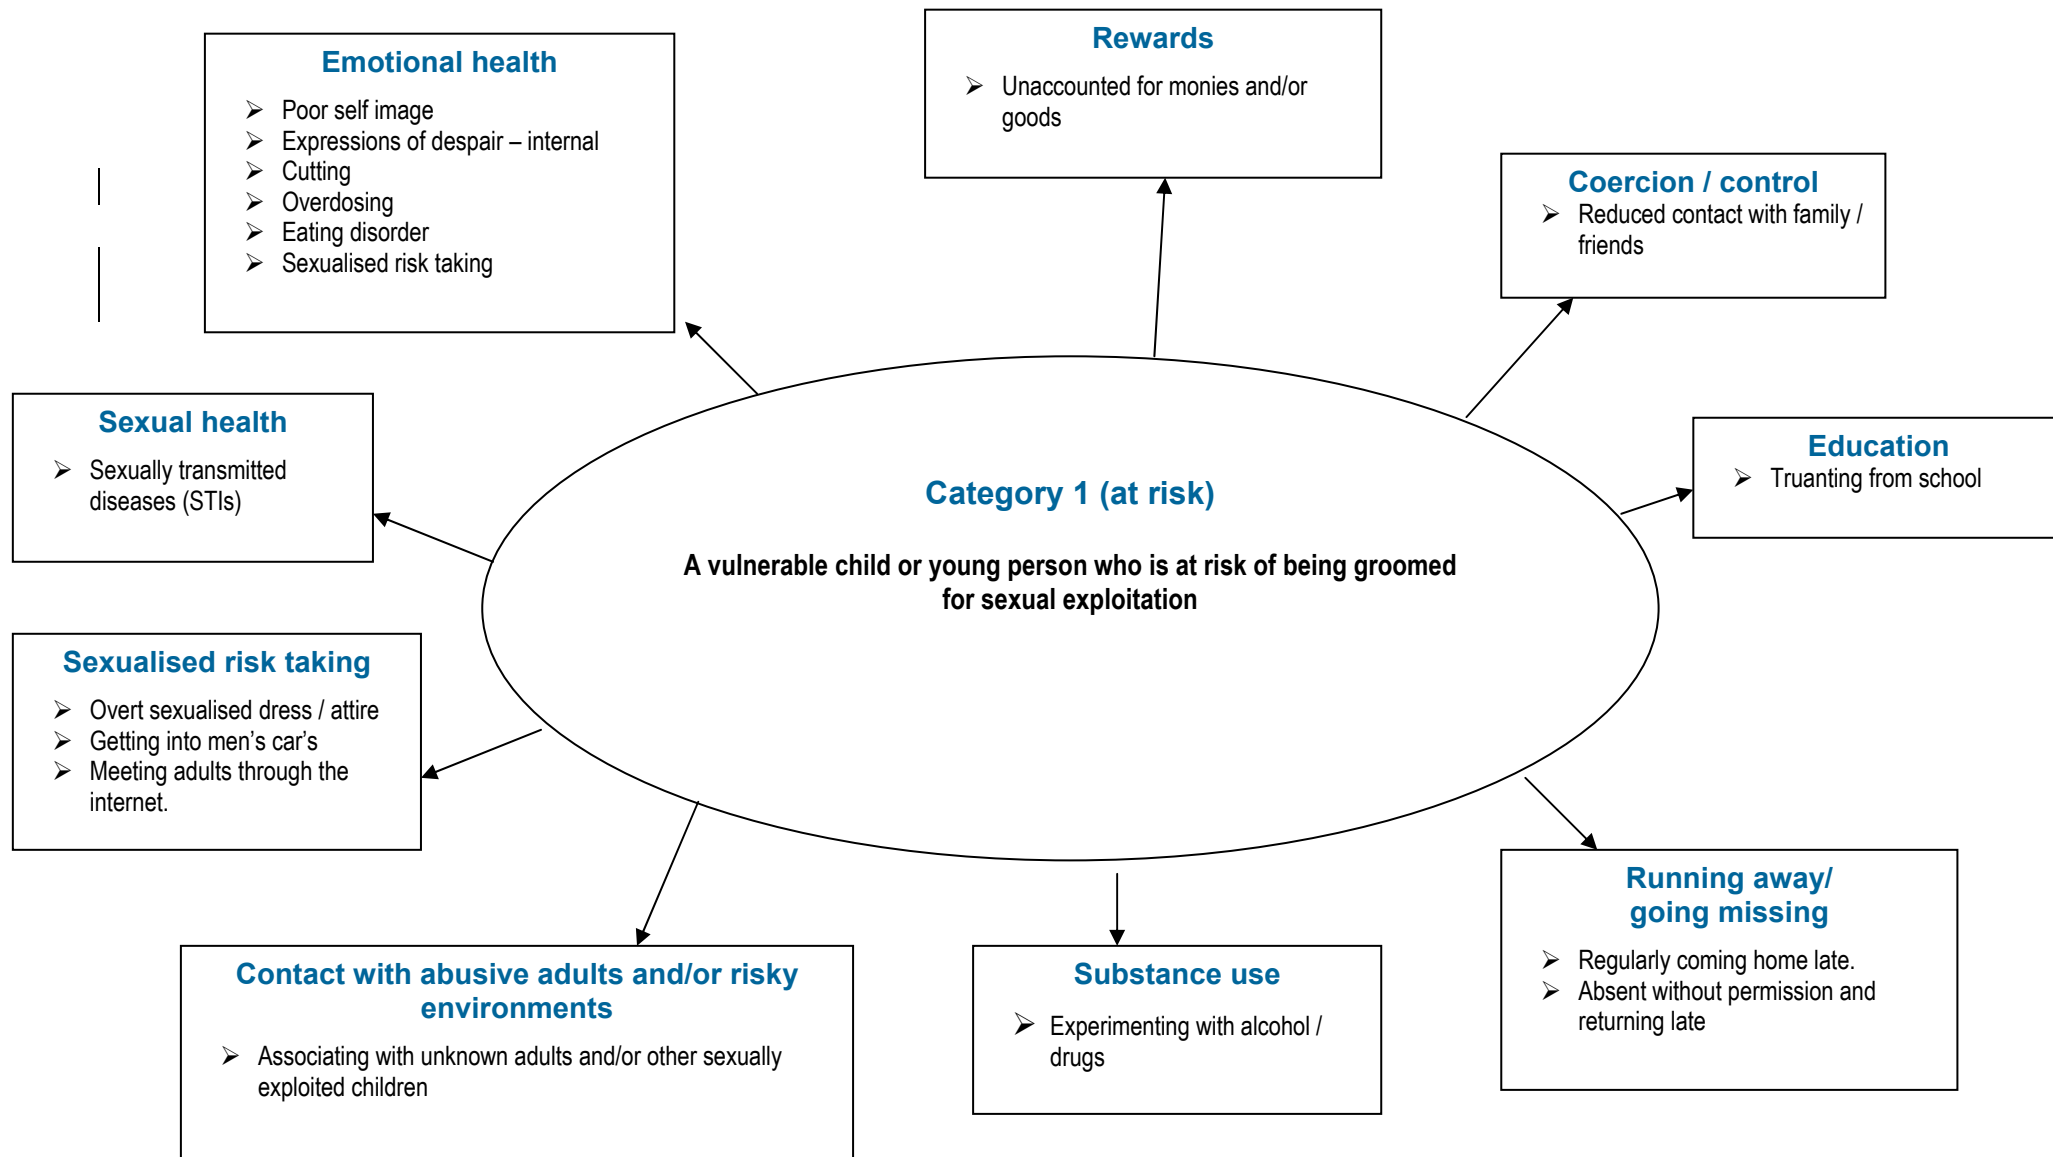 Emotional health
➢ Poor self image
➢ Expressions of despair – internal
➢ Cutting
➢ Overdosing
➢ Eating disorder
➢ Sexualised risk taking
Rewards
➢ Unaccounted for monies and/or
goods
Coercion / control
➢ Reduced contact with family /
friends
Sexual health
➢ Sexually transmitted
diseases (STIs)
Category 1 (at risk)
A vulnerable child or young person who is at risk of being groomed
for sexual exploitation
Education
➢ Truanting from school
Sexualised risk taking
➢ Overt sexualised dress / attire
➢ Getting into men’s car’s
➢ Meeting adults through the
internet.
Contact with abusive adults and/or risky
environments
➢ Associating with unknown adults and/or other sexually
exploited children
Substance use
➢ Experimenting with alcohol /
drugs
Running away/
going missing
➢ Regularly coming home late.
➢ Absent without permission and
returning late